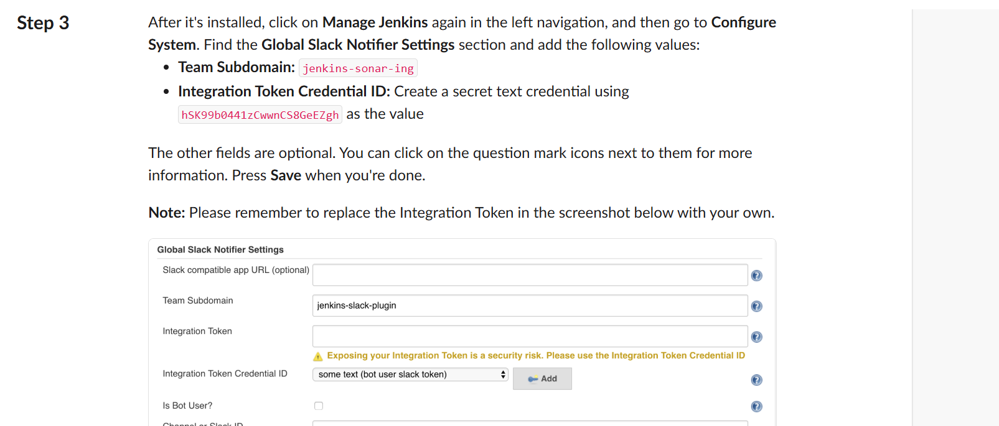 Step 3
After it's installed, click on Manage Jenkins again in the left navigation, and then go to Configure
System. Find the Global Slack Notifier Settings section and add the following values:
• Team Subdomain: jenkins-sonar-ing
• Integration Token Credential ID: Create a secret text credential using
hSK99b0441zCwwnCS8GeEZgh as the value
The other fields are optional. You can click on the question mark icons next to them for more
information. Press Save when you're done.
Note: Please remember to replace the Integration Token in the screenshot below with your own.
Global Slack Notifier Settings
Slack compatible app URL (optional)
Team Subdomain jenkins-slack-plugin
Integration Token
Exposing your Integration Token is a security risk. Please use the Integration Token Credential ID
Integration Token Credential ID some text (bot user slack token) Add
Is Bot User?
Channel or Slack ID